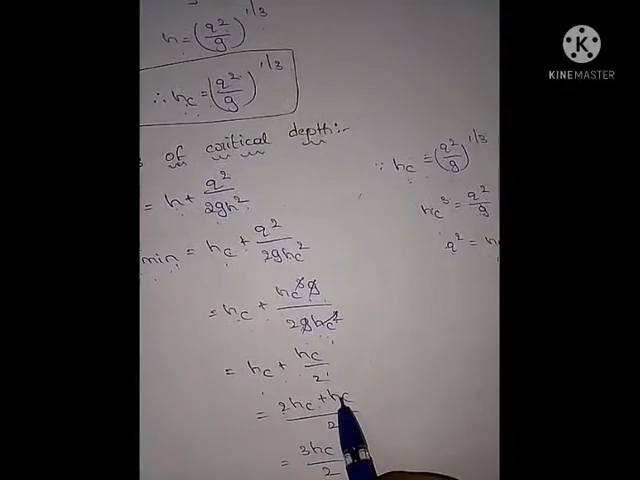 h = (q²/g)^1/3
∴ hc = (q²/g)^1/3
of critical depth:-
= h + q²/2gh²
min = hc + q²/2ghc²
= hc + hc³g/2ghc²
= hc + hc/2
= 2hc + hc/2
= 3hc/2
∵ hc = (q²/g)^1/3
hc³ = q²/g
q² = h
KINEMASTER